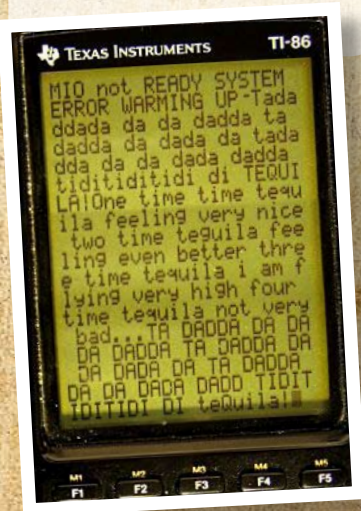 TEXAS INSTRUMENTS TI-86
MIO not READY SYSTEM
ERROR WARMING UP-Tada
ddada da da dadda ta
dadda da dada da tada
dda da da dada dadda
tiditiditidi di TEQUI
LA!One time time tequ
ila feeling very nice
two time teguila fee
ling even better thre
e time tequila i am f
lying very high four
time tequila not very
bad...TA DADDA DA DA
DA DADDA TA DADDA DA
DA DADA DA TA DADDA
DA DA DADA DADD TIDIT
IDITIDI DI teQuila!
M1 M2 M3 M4 M5
F1 F2 F3 F4 F5